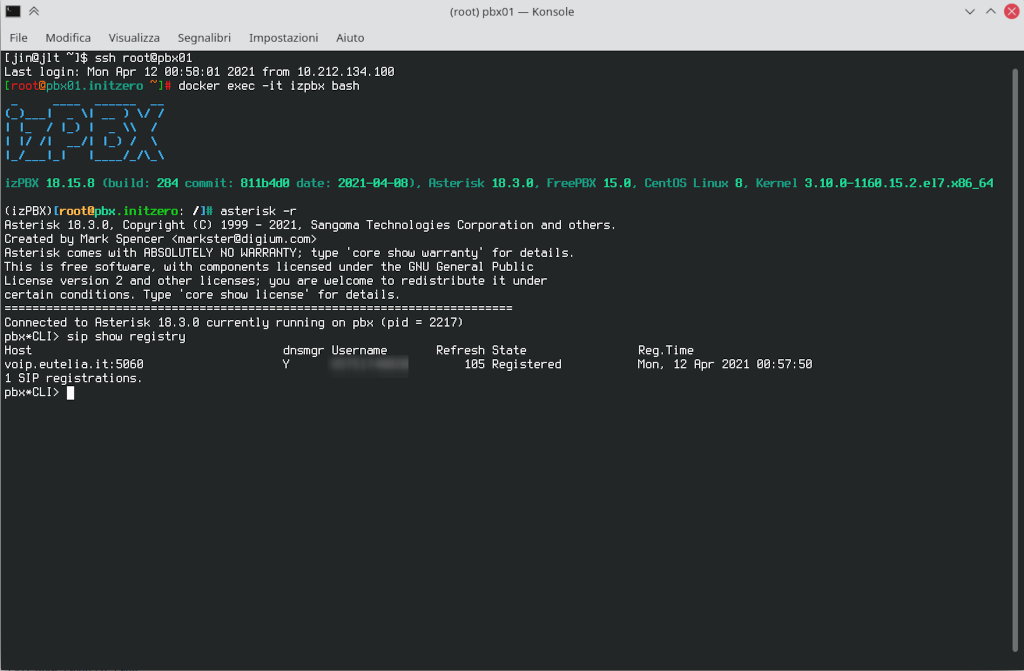 (root) pbx01 — Konsole
File Modifica Visualizza Segnalibri Impostazioni Aiuto
[jin@jlt ~]$ ssh root@pbx01
Last login: Mon Apr 12 00:58:01 2021 from 10.212.134.100
[root@pbx01.initzero ~]# docker exec -it izpbx bash
izPBX
izPBX 18.15.8 (build: 284 commit: 811b4d0 date: 2021-04-08), Asterisk 18.3.0, FreePBX 15.0, CentOS Linux 8, Kernel 3.10.0-1160.15.2.el7.x86_64
(izPBX)[root@pbx.initzero: /]# asterisk -r
Asterisk 18.3.0, Copyright (C) 1999 - 2021, Sangoma Technologies Corporation and others.
Created by Mark Spencer <markster@digium.com>
Asterisk comes with ABSOLUTELY NO WARRANTY; type 'core show warranty' for details.
This is free software, with components licensed under the GNU General Public
License version 2 and other licenses; you are welcome to redistribute it under
certain conditions. Type 'core show license' for details.
=========================================================================
Connected to Asterisk 18.3.0 currently running on pbx (pid = 2217)
pbx*CLI> sip show registry
Host dnsmgr Username Refresh State Reg.Time
voip.eutelia.it:5060 Y 105 Registered Mon, 12 Apr 2021 00:57:50
1 SIP registrations.
pbx*CLI>